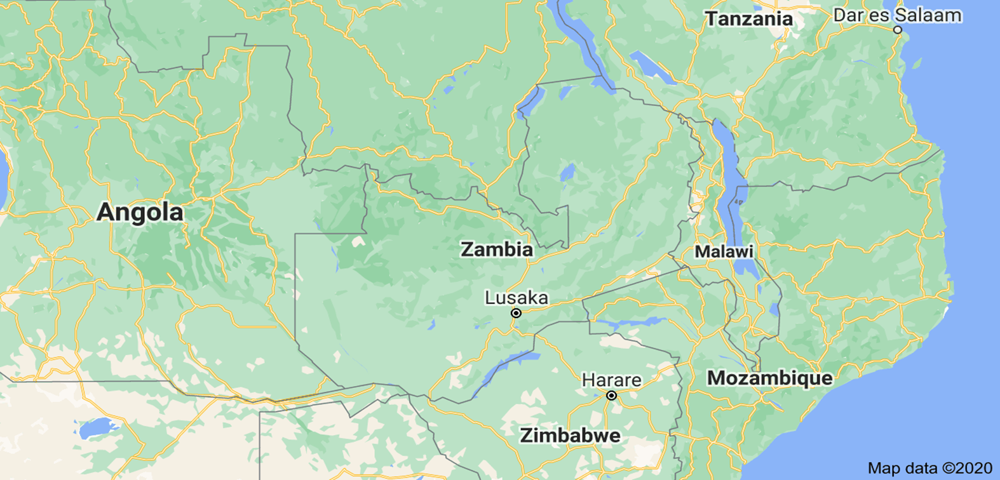 Tanzania
Dar es Salaam
Angola
Zambia
Malawi
Lusaka
Harare
Mozambique
Zimbabwe
Map data ©2020